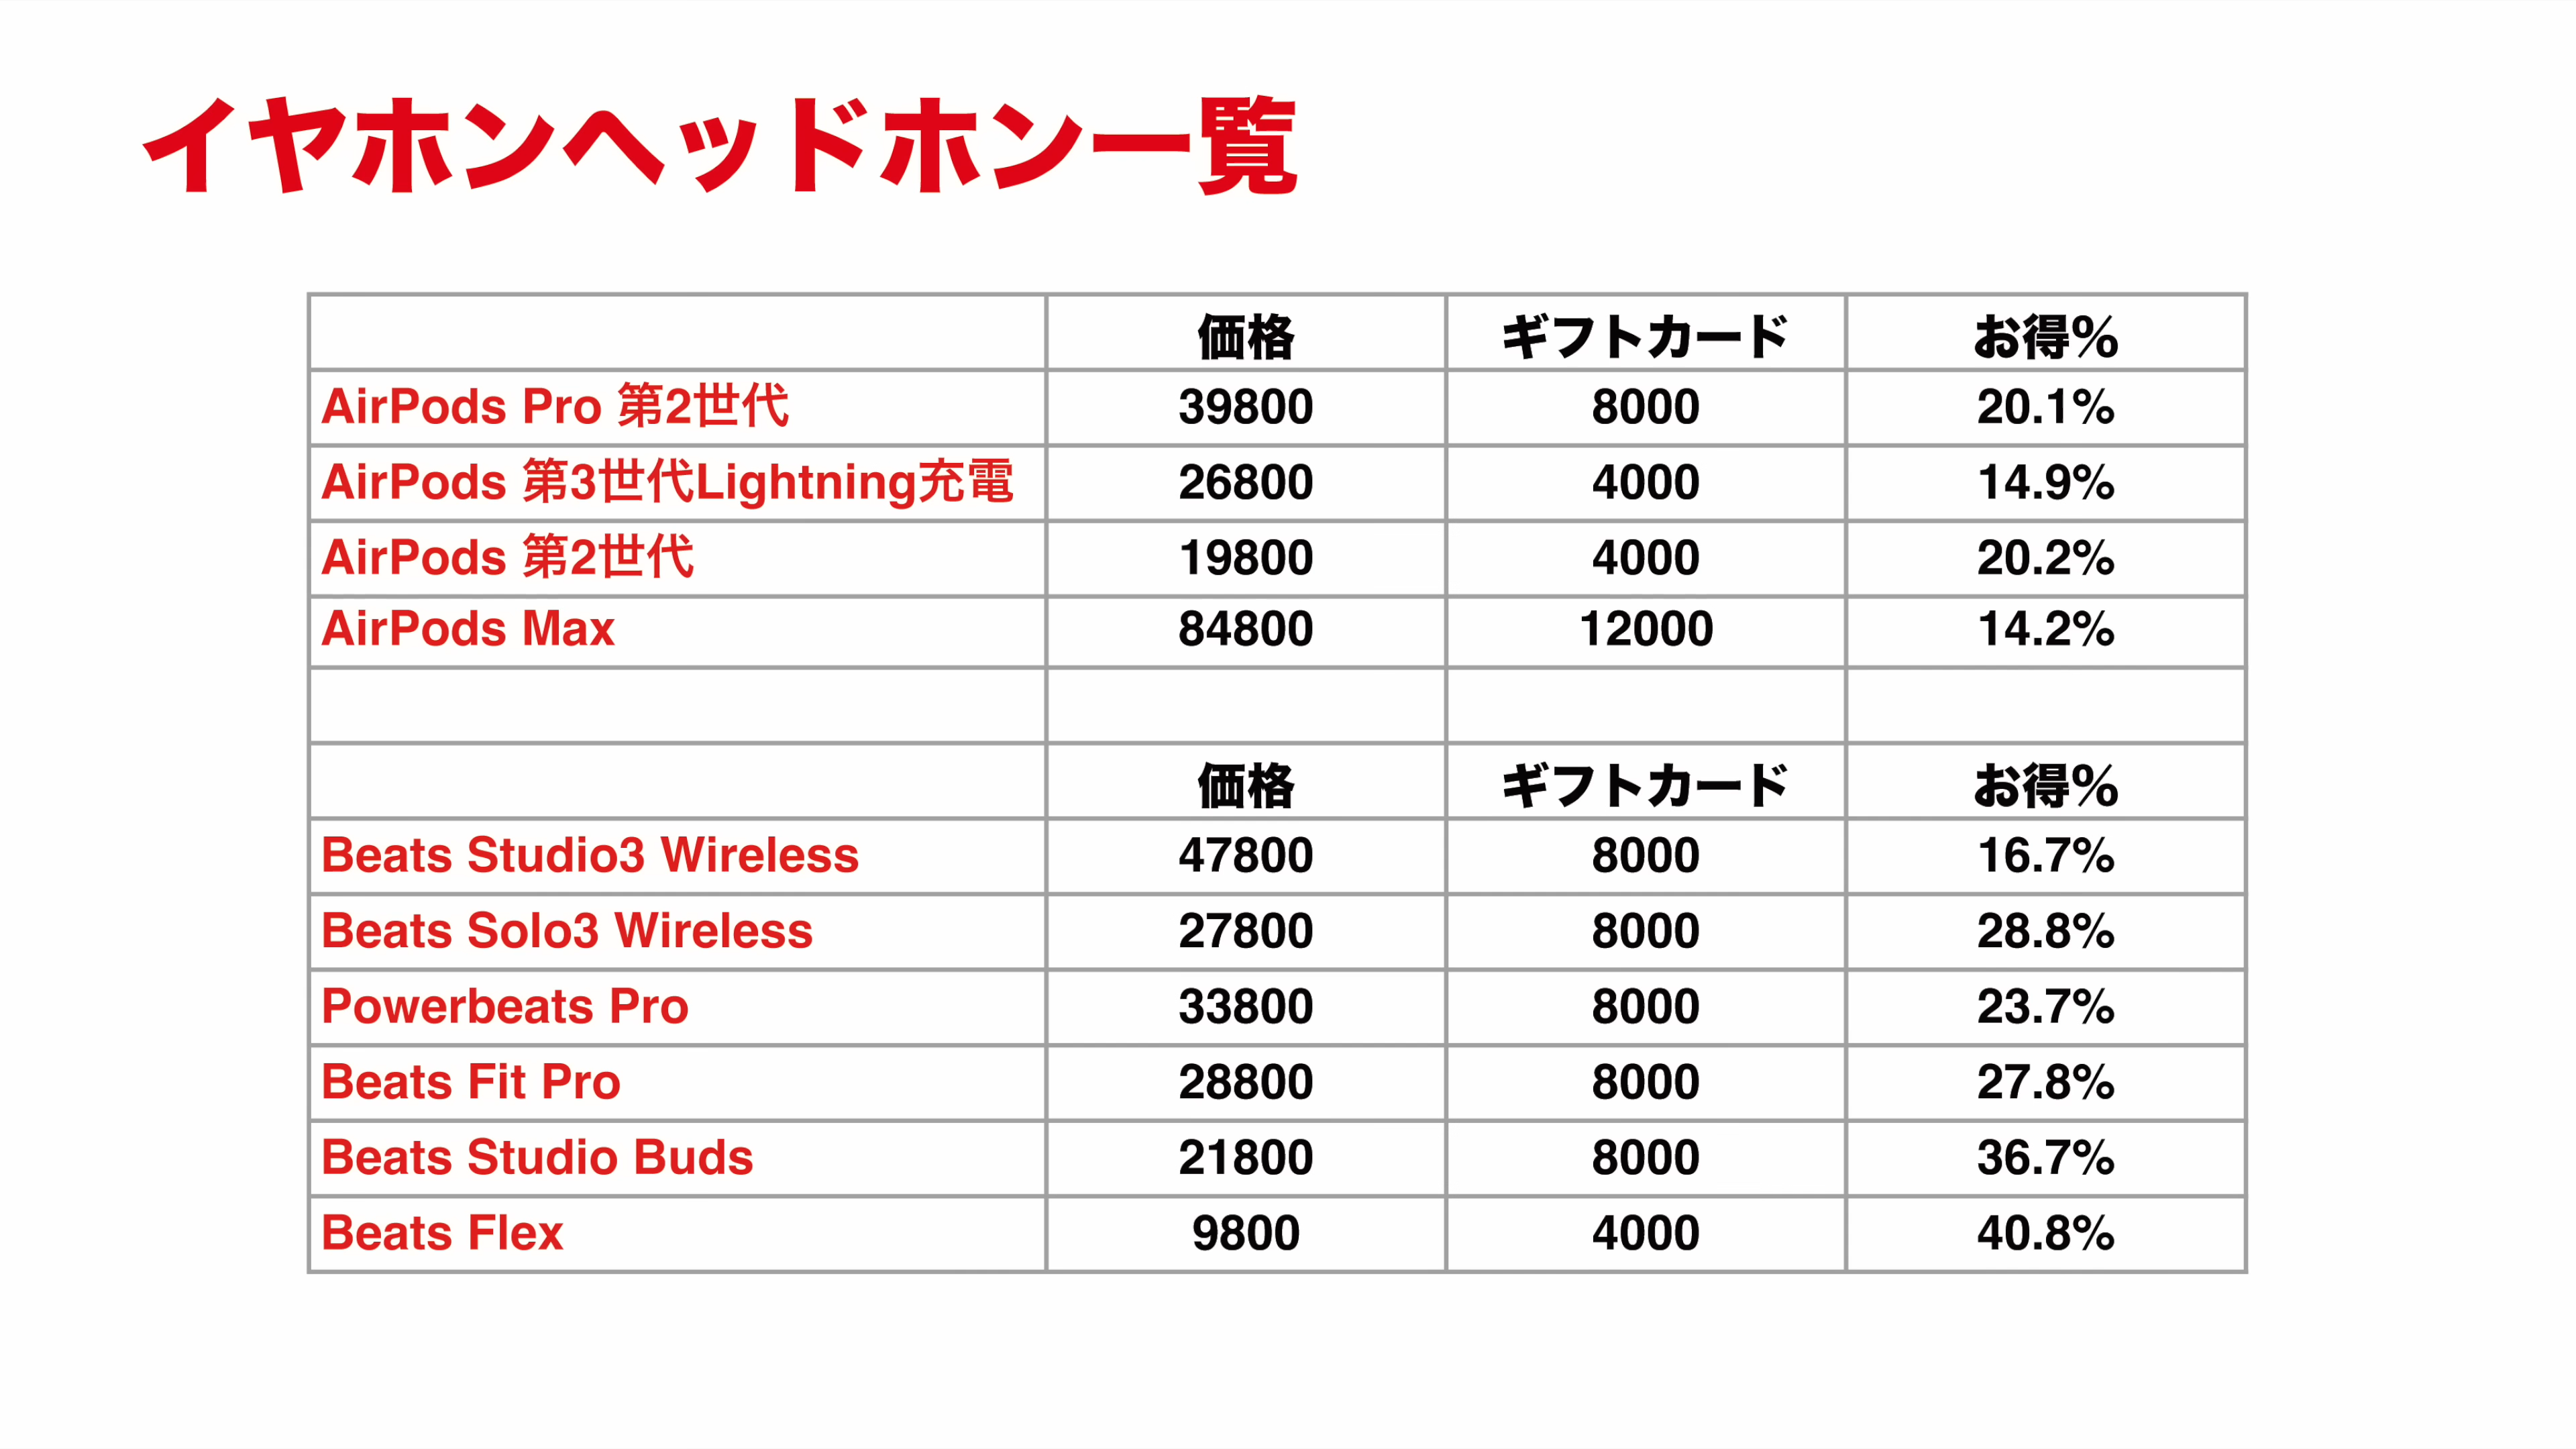 イヤホンヘッドホン一覧
価格 ギフトカード お得%
AirPods Pro 第2世代 39800 8000 20.1%
AirPods 第3世代Lightning充電 26800 4000 14.9%
AirPods 第2世代 19800 4000 20.2%
AirPods Max 84800 12000 14.2%
価格 ギフトカード お得%
Beats Studio3 Wireless 47800 8000 16.7%
Beats Solo3 Wireless 27800 8000 28.8%
Powerbeats Pro 33800 8000 23.7%
Beats Fit Pro 28800 8000 27.8%
Beats Studio Buds 21800 8000 36.7%
Beats Flex 9800 4000 40.8%